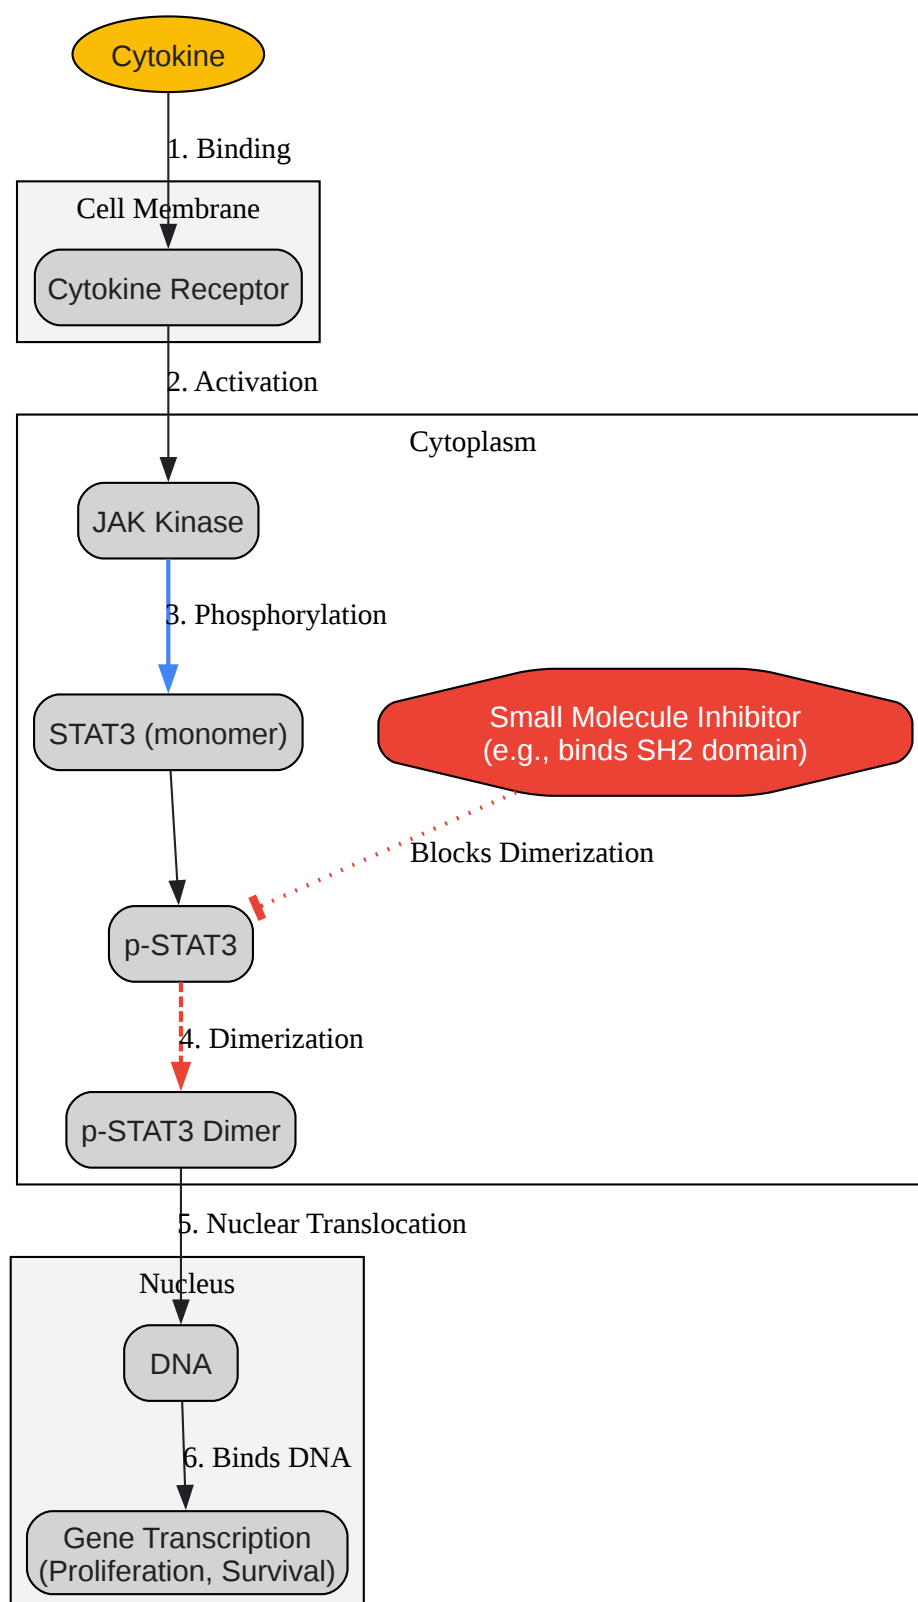 Cytokine
1. Binding
Cell Membrane
Cytokine Receptor
2. Activation
Cytoplasm
JAK Kinase
3. Phosphorylation
STAT3 (monomer)
Small Molecule Inhibitor
(e.g., binds SH2 domain)
Blocks Dimerization
p-STAT3
4. Dimerization
p-STAT3 Dimer
5. Nuclear Translocation
Nucleus
DNA
6. Binds DNA
Gene Transcription
(Proliferation, Survival)